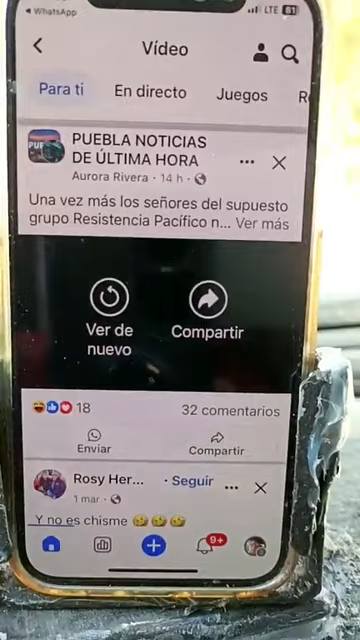 WhatsApp
LTE 61
Vídeo
Para ti
En directo
Juegos
PUEBLA NOTICIAS
DE ÚLTIMA HORA
Aurora Rivera · 14 h ·
Una vez más los señores del supuesto
grupo Resistencia Pacífico n... Ver más
Ver de
nuevo
Compartir
18
32 comentarios
Enviar
Compartir
Rosy Her... · Seguir
1 mar ·
Y no es chisme 🤣🤣🤣
9+